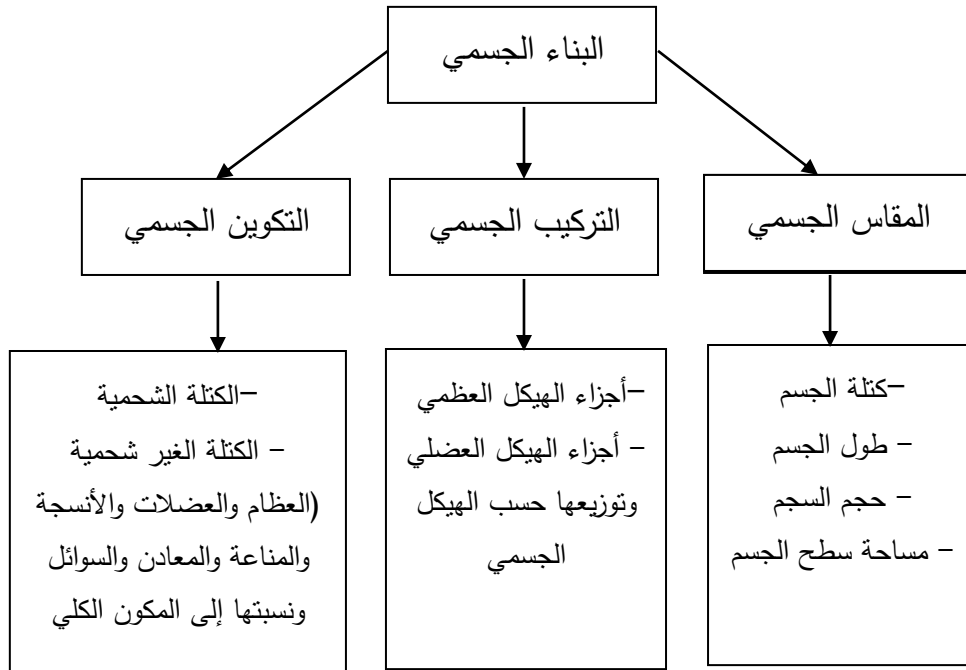 البناء الجسمي
المقاس الجسمي
التركيب الجسمي
التكوين الجسمي
–كتلة الجسم
– طول الجسم
– حجم السجم
– مساحة سطح الجسم
–أجزاء الهيكل العظمي
– أجزاء الهيكل العضلي
وتوزيعها حسب الهيكل
الجسمي
–الكتلة الشحمية
– الكتلة الغير شحمية
(العظام والعضلات والأنسجة
والمناعة والمعادن والسوائل
ونسبتها إلى المكون الكلي